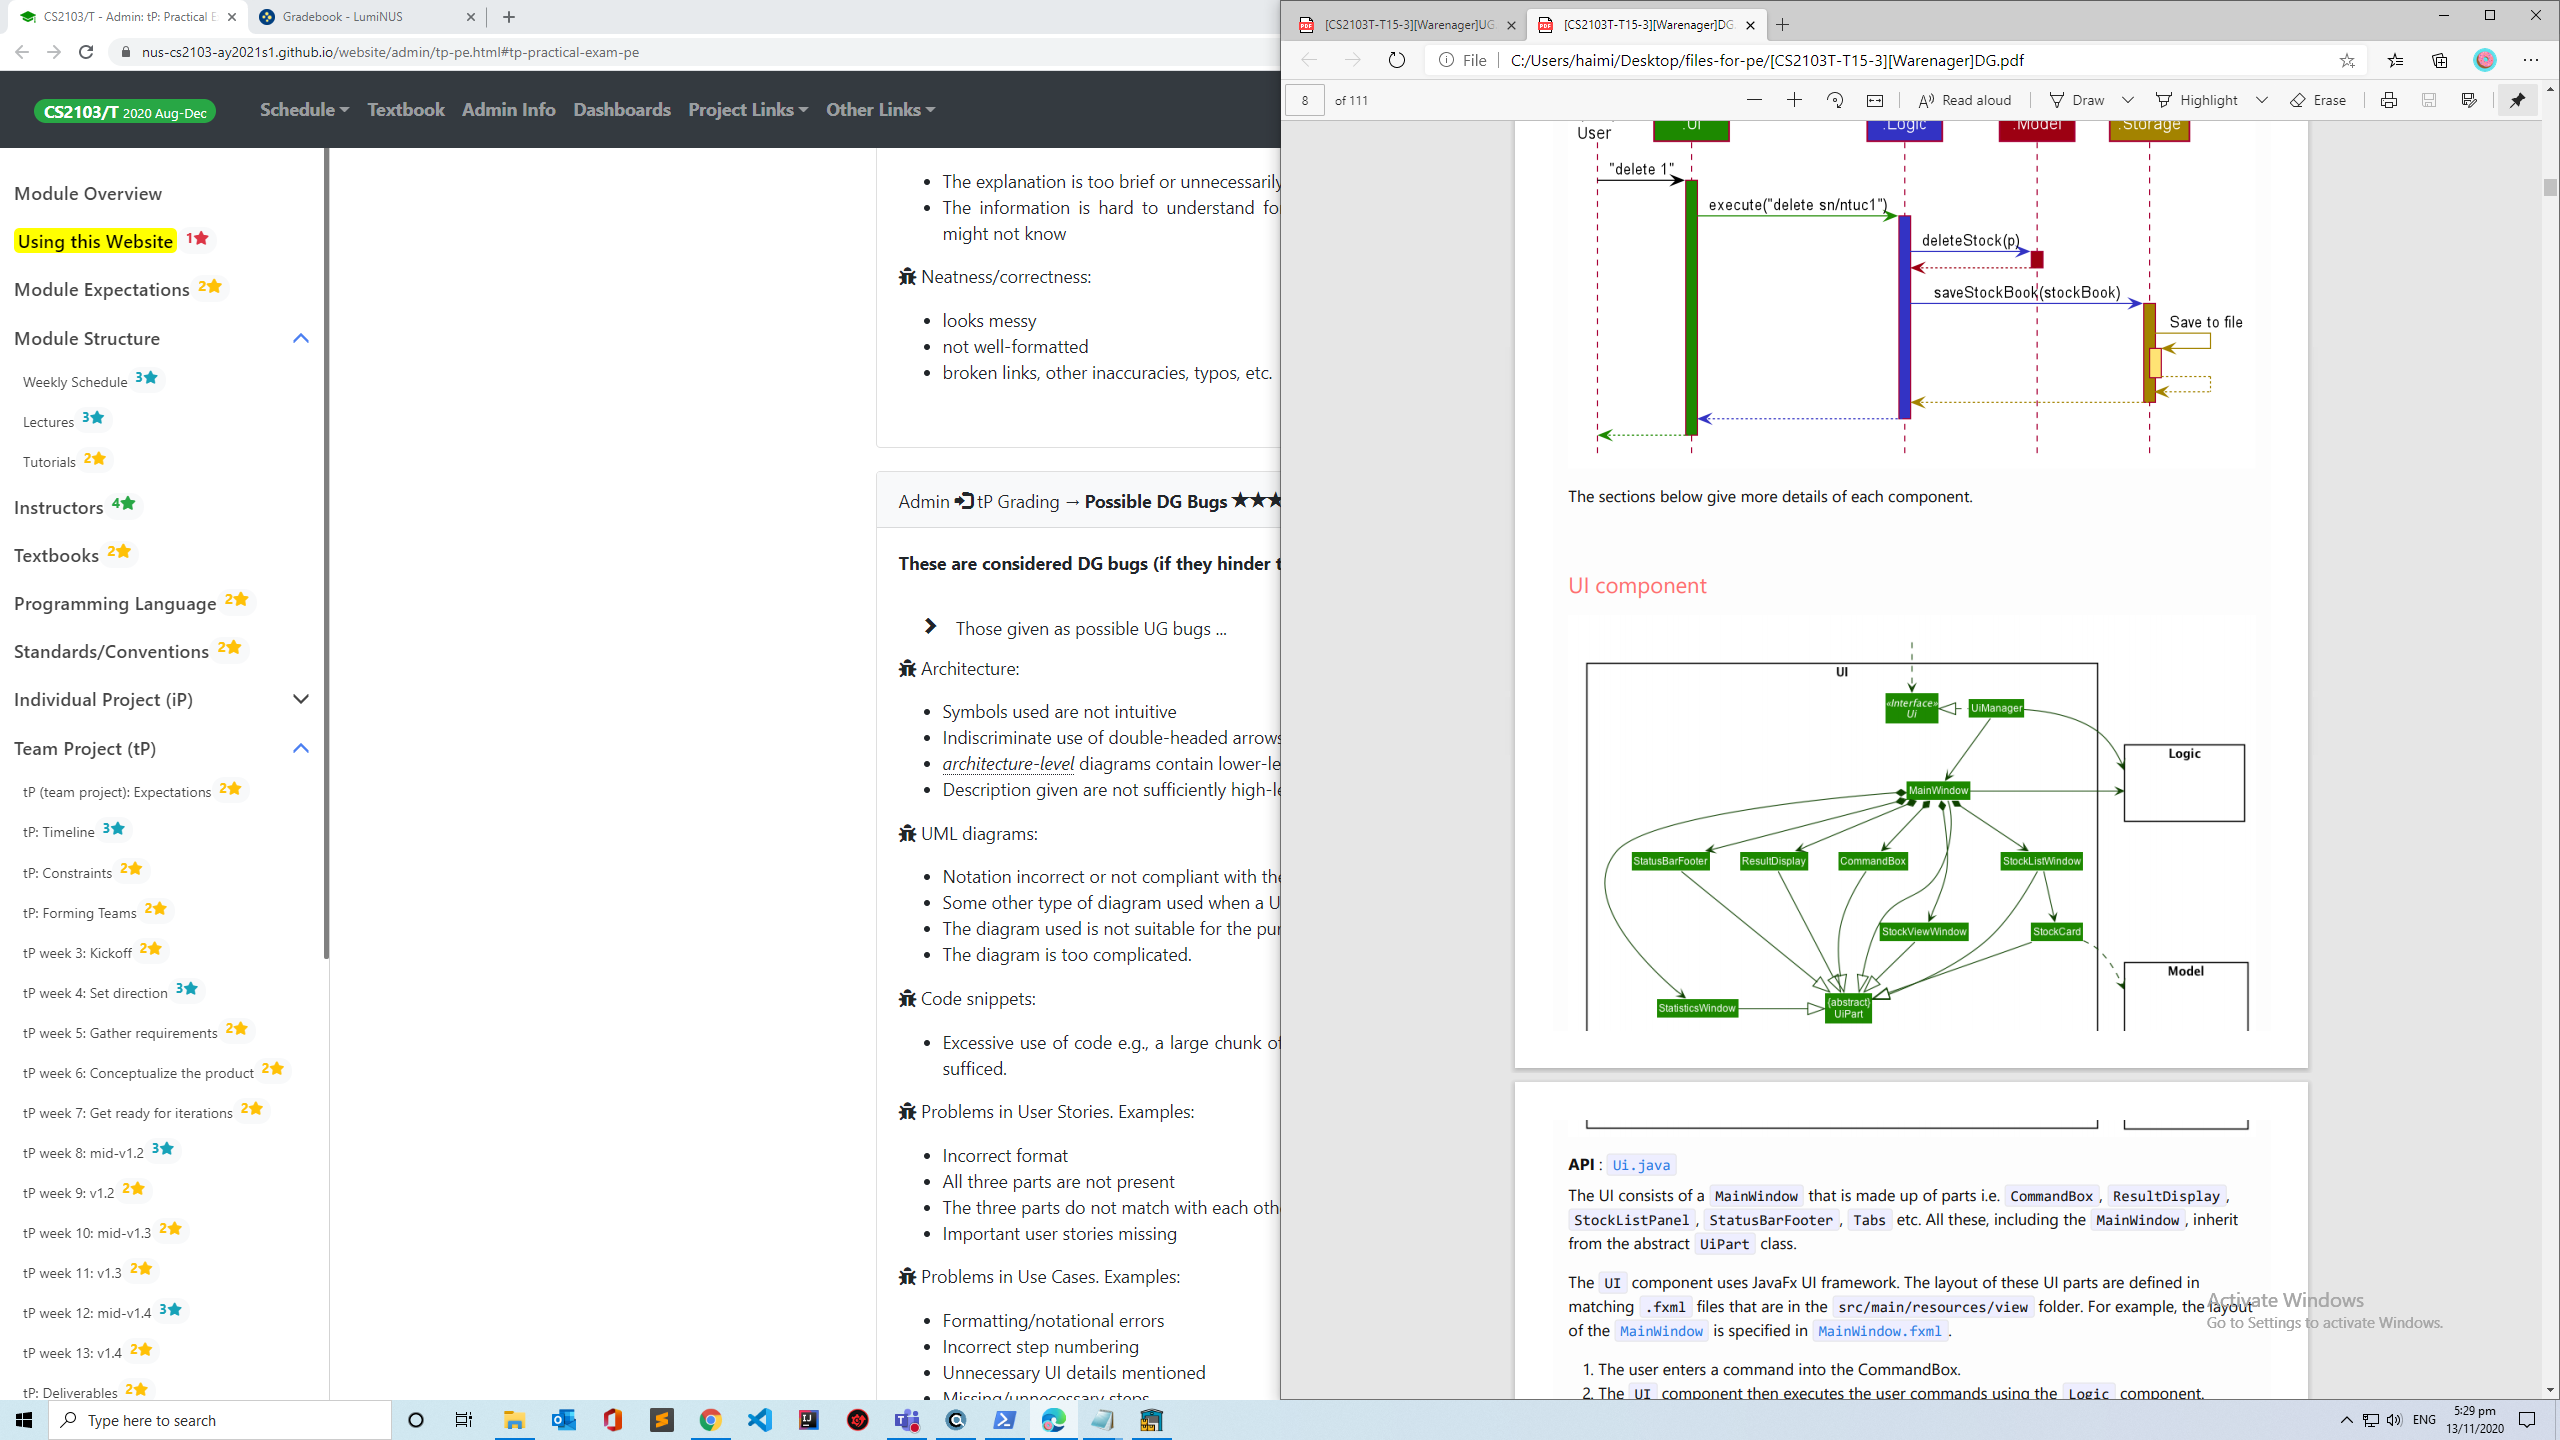 CS2103/T - Admin: tP: Practical E
Gradebook - LumiNUS
nus-cs2103-ay2021s1.github.io/website/admin/tp-pe.html#tp-practical-exam-pe
CS2103/T 2020 Aug-Dec
Schedule
Textbook
Admin Info
Dashboards
Project Links
Other Links
Module Overview
Using this Website 1★
Module Expectations 2★
Module Structure
Weekly Schedule 3★
Lectures 3★
Tutorials 2★
Instructors 4★
Textbooks 2★
Programming Language 2★
Standards/Conventions 2★
Individual Project (iP)
Team Project (tP)
tP (team project): Expectations 2★
tP: Timeline 3★
tP: Constraints 2★
tP: Forming Teams 2★
tP week 3: Kickoff 2★
tP week 4: Set direction 3★
tP week 5: Gather requirements 2★
tP week 6: Conceptualize the product 2★
tP week 7: Get ready for iterations 2★
tP week 8: mid-v1.2 3★
tP week 9: v1.2 2★
tP week 10: mid-v1.3 2★
tP week 11: v1.3 2★
tP week 12: mid-v1.4 3★
tP week 13: v1.4 2★
tP: Deliverables 2★
• The explanation is too brief or unnecessarily
• The information is hard to understand fo
might not know
Neatness/correctness:
• looks messy
• not well-formatted
• broken links, other inaccuracies, typos, etc.
Admin tP Grading → Possible DG Bugs ★★★
These are considered DG bugs (if they hinder t
Those given as possible UG bugs ...
Architecture:
• Symbols used are not intuitive
• Indiscriminate use of double-headed arrows
• architecture-level diagrams contain lower-le
• Description given are not sufficiently high-le
UML diagrams:
• Notation incorrect or not compliant with the
• Some other type of diagram used when a U
• The diagram used is not suitable for the pur
• The diagram is too complicated.
Code snippets:
• Excessive use of code e.g., a large chunk of
sufficed.
Problems in User Stories. Examples:
• Incorrect format
• All three parts are not present
• The three parts do not match with each oth
• Important user stories missing
Problems in Use Cases. Examples:
• Formatting/notational errors
• Incorrect step numbering
• Unnecessary UI details mentioned
• Missing/unnecessary steps
[CS2103T-T15-3][Warenager]UG
[CS2103T-T15-3][Warenager]DG
File
C:/Users/haimi/Desktop/files-for-pe/[CS2103T-T15-3][Warenager]DG.pdf
8 of 111
Read aloud
Draw
Highlight
Erase
User
:UI
:Logic
:Model
:Storage
"delete 1"
execute("delete sn/ntuc1")
deleteStock(p)
saveStockBook(stockBook)
Save to file
The sections below give more details of each component.
UI component
UI
«Interface»
Ui
UiManager
Logic
MainWindow
StatusBarFooter
ResultDisplay
CommandBox
StockListWindow
StockViewWindow
StockCard
Model
StatisticsWindow
{abstract}
UiPart
API : Ui.java
The UI consists of a MainWindow that is made up of parts i.e. CommandBox, ResultDisplay,
StockListPanel, StatusBarFooter, Tabs etc. All these, including the MainWindow, inherit
from the abstract UiPart class.
The UI component uses JavaFx UI framework. The layout of these UI parts are defined in
matching .fxml files that are in the src/main/resources/view folder. For example, the layout
of the MainWindow is specified in MainWindow.fxml.
1. The user enters a command into the CommandBox.
2. The UI component then executes the user commands using the Logic component.
Activate Windows
Go to Settings to activate Windows.
Type here to search
ENG
5:29 pm
13/11/2020